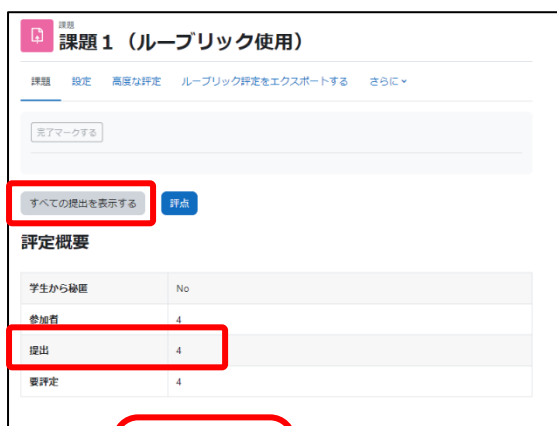 課題
課題1（ルーブリック使用）
課題 設定 高度な評定 ルーブリック評定をエクスポートする さらに
完了マークする
すべての提出を表示する 評点
評定概要
学生から秘匿 No
参加者 4
提出 4
要評定 4